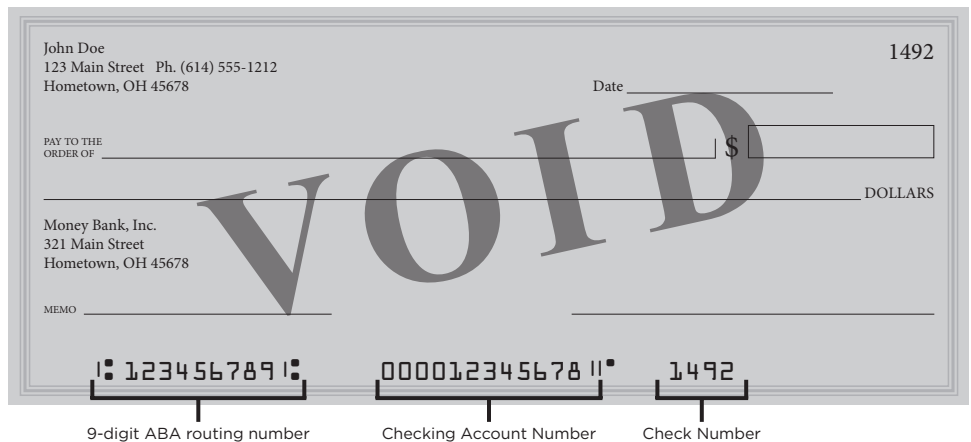 John Doe
1492
123 Main Street Ph. (614) 555-1212
Hometown, OH 45678
Date
PAY TO THE
ORDER OF
$
VOID
DOLLARS
Money Bank, Inc.
321 Main Street
Hometown, OH 45678
MEMO
⑆123456789⑆ 000012345678⑈ 1492
9-digit ABA routing number Checking Account Number Check Number